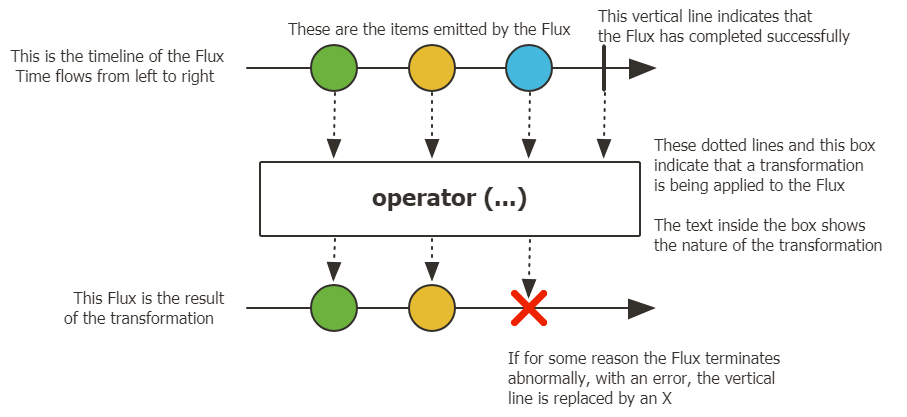 These are the items emitted by the Flux
This vertical line indicates that
the Flux has completed successfully
This is the timeline of the Flux
Time flows from left to right
These dotted lines and this box
indicate that a transformation
is being applied to the Flux
operator (...)
The text inside the box shows
the nature of the transformation
This Flux is the result
of the transformation
If for some reason the Flux terminates
abnormally, with an error, the vertical
line is replaced by an X